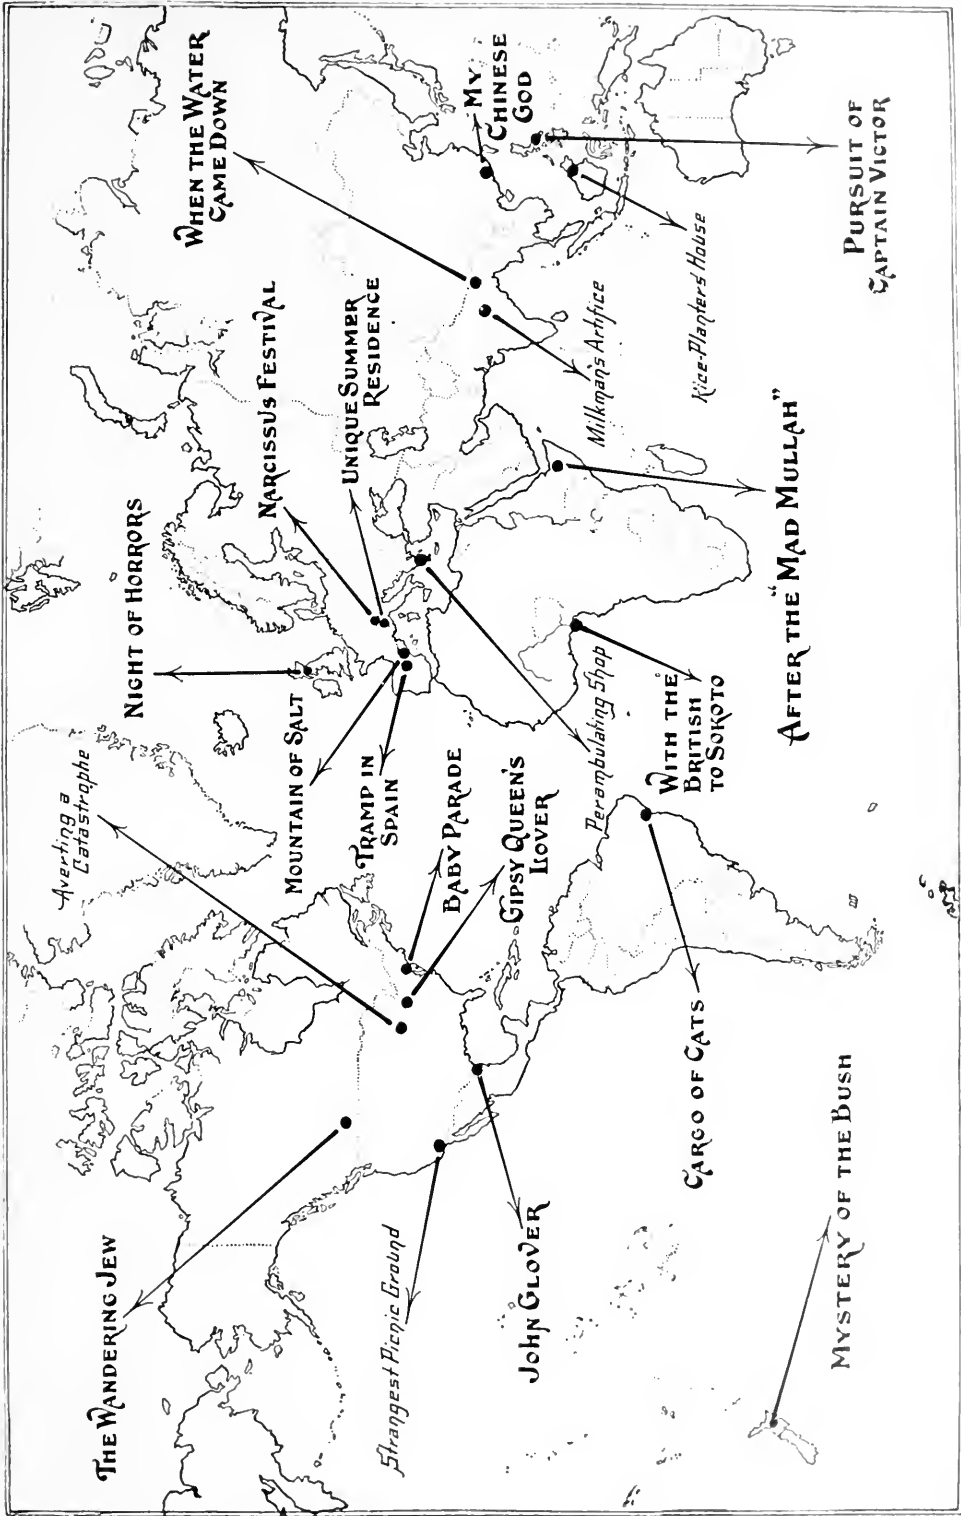 THE WANDERING JEW
Averting a
Catastrophe
NIGHT OF HORRORS
WHEN THE WATER
CAME DOWN
NARCISSUS FESTIVAL
UNIQUE SUMMER
RESIDENCE
MOUNTAIN OF SALT
TRAMP IN
SPAIN
BABY PARADE
GIPSY QUEEN'S
LOVER
MY
CHINESE
GOD
Strangest Picnic Ground
JOHN GLOVER
Perambulating Shop
Milkman's Artifice
Rice-Planters House
CARGO OF CATS
WITH THE
BRITISH
TO SOKOTO
AFTER THE "MAD MULLAH"
MYSTERY OF THE BUSH
PURSUIT OF
CAPTAIN VICTOR